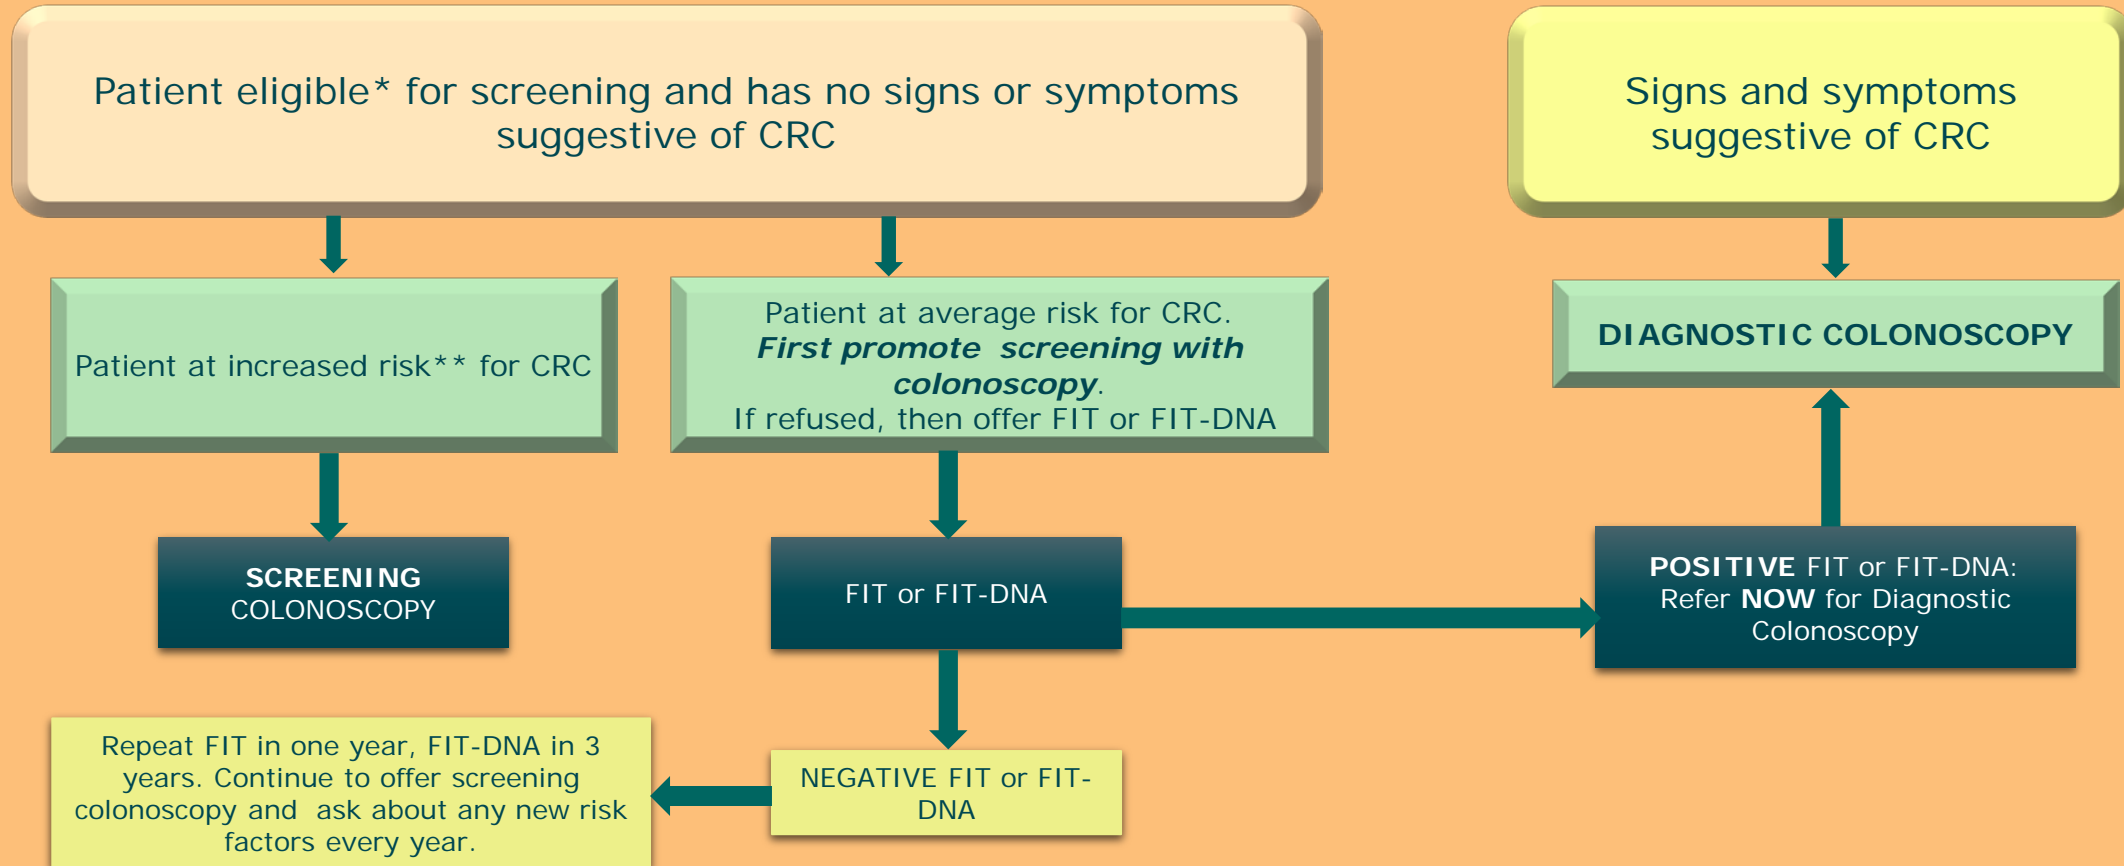 Patient eligible* for screening and has no signs or symptoms
suggestive of CRC
Signs and symptoms
suggestive of CRC
Patient at increased risk** for CRC
Patient at average risk for CRC.
First promote screening with
colonoscopy.
If refused, then offer FIT or FIT-DNA
DIAGNOSTIC COLONOSCOPY
SCREENING
COLONOSCOPY
FIT or FIT-DNA
POSITIVE FIT or FIT-DNA:
Refer NOW for Diagnostic
Colonoscopy
Repeat FIT in one year, FIT-DNA in 3
years. Continue to offer screening
colonoscopy and ask about any new risk
factors every year.
NEGATIVE FIT or FIT-
DNA